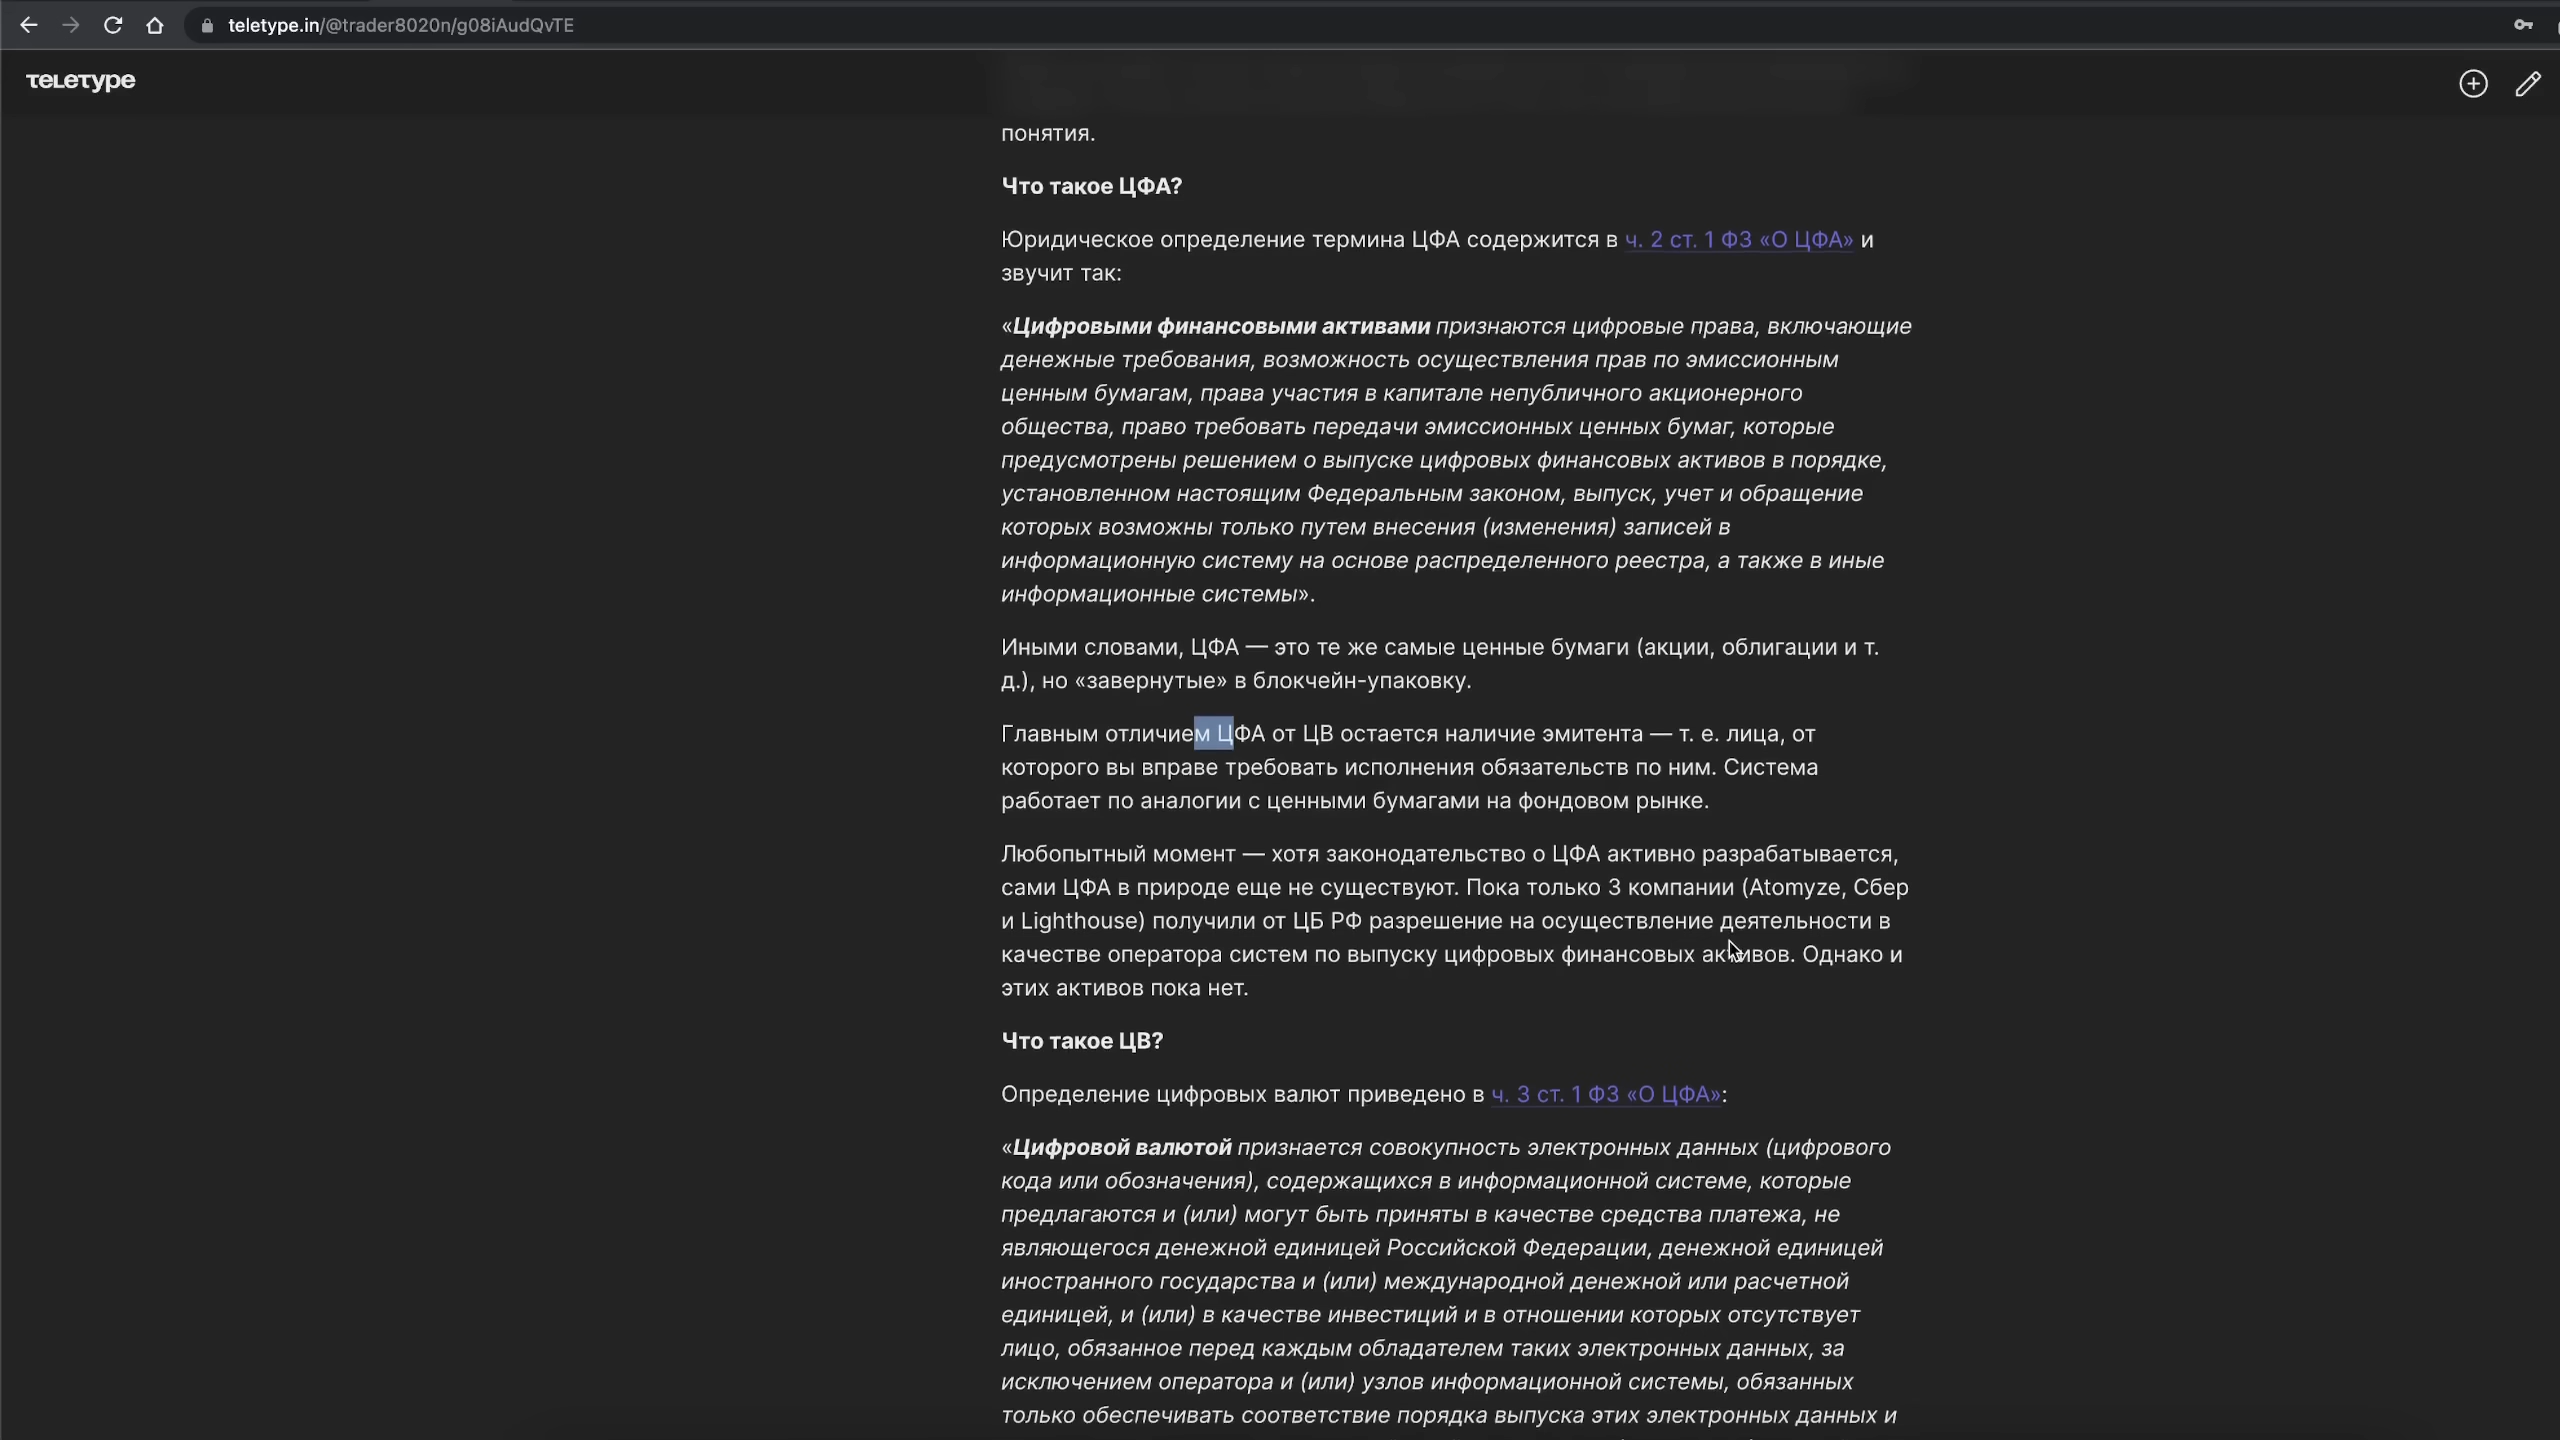 teletype.in/@trader8020n/g08iAudQvTE
теLетype
понятия.
Что такое ЦФА?
Юридическое определение термина ЦФА содержится в ч. 2 ст. 1 ФЗ «О ЦФА» и
звучит так:
«Цифровыми финансовыми активами признаются цифровые права, включающие
денежные требования, возможность осуществления прав по эмиссионным
ценным бумагам, права участия в капитале непубличного акционерного
общества, право требовать передачи эмиссионных ценных бумаг, которые
предусмотрены решением о выпуске цифровых финансовых активов в порядке,
установленном настоящим Федеральным законом, выпуск, учет и обращение
которых возможны только путем внесения (изменения) записей в
информационную систему на основе распределенного реестра, а также в иные
информационные системы».
Иными словами, ЦФА — это те же самые ценные бумаги (акции, облигации и т.
д.), но «завернутые» в блокчейн-упаковку.
Главным отличием ЦФА от ЦВ остается наличие эмитента — т. е. лица, от
которого вы вправе требовать исполнения обязательств по ним. Система
работает по аналогии с ценными бумагами на фондовом рынке.
Любопытный момент — хотя законодательство о ЦФА активно разрабатывается,
сами ЦФА в природе еще не существуют. Пока только 3 компании (Atomyze, Сбер
и Lighthouse) получили от ЦБ РФ разрешение на осуществление деятельности в
качестве оператора систем по выпуску цифровых финансовых активов. Однако и
этих активов пока нет.
Что такое ЦВ?
Определение цифровых валют приведено в ч. 3 ст. 1 ФЗ «О ЦФА»:
«Цифровой валютой признается совокупность электронных данных (цифрового
кода или обозначения), содержащихся в информационной системе, которые
предлагаются и (или) могут быть приняты в качестве средства платежа, не
являющегося денежной единицей Российской Федерации, денежной единицей
иностранного государства и (или) международной денежной или расчетной
единицей, и (или) в качестве инвестиций и в отношении которых отсутствует
лицо, обязанное перед каждым обладателем таких электронных данных, за
исключением оператора и (или) узлов информационной системы, обязанных
только обеспечивать соответствие порядка выпуска этих электронных данных и